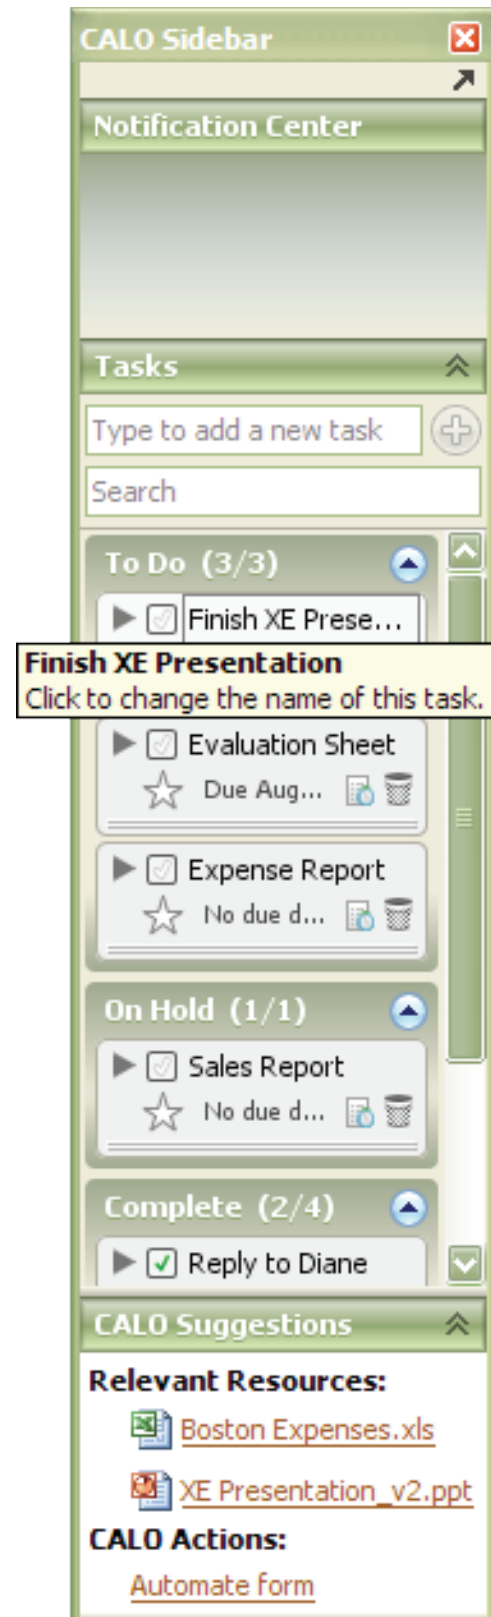 CALO Sidebar
Notification Center
Tasks
Type to add a new task
Search
To Do (3/3)
Finish XE Prese...
Finish XE Presentation
Click to change the name of this task.
Evaluation Sheet
Due Aug...
Expense Report
No due d...
On Hold (1/1)
Sales Report
No due d...
Complete (2/4)
Reply to Diane
CALO Suggestions
Relevant Resources:
Boston Expenses.xls
XE Presentation_v2.ppt
CALO Actions:
Automate form